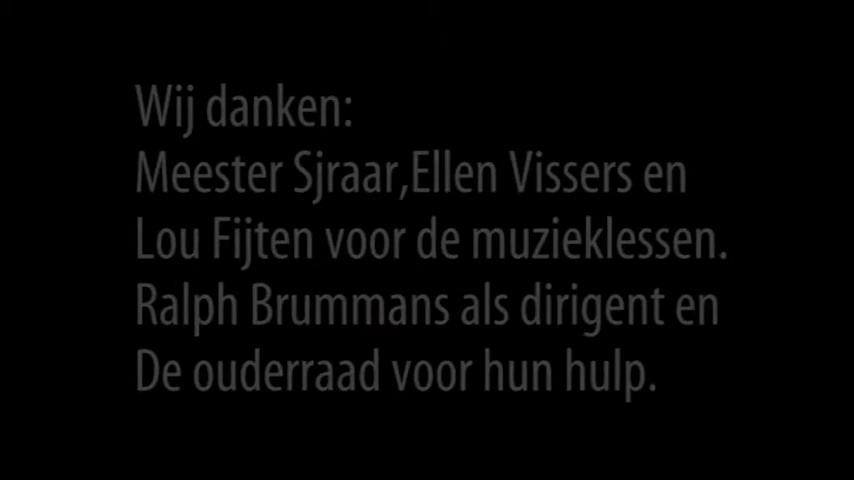 Wij danken:
Meester Sjraar,Ellen Vissers en
Lou Fijten voor de muzieklessen.
Ralph Brummans als dirigent en
De ouderraad voor hun hulp.